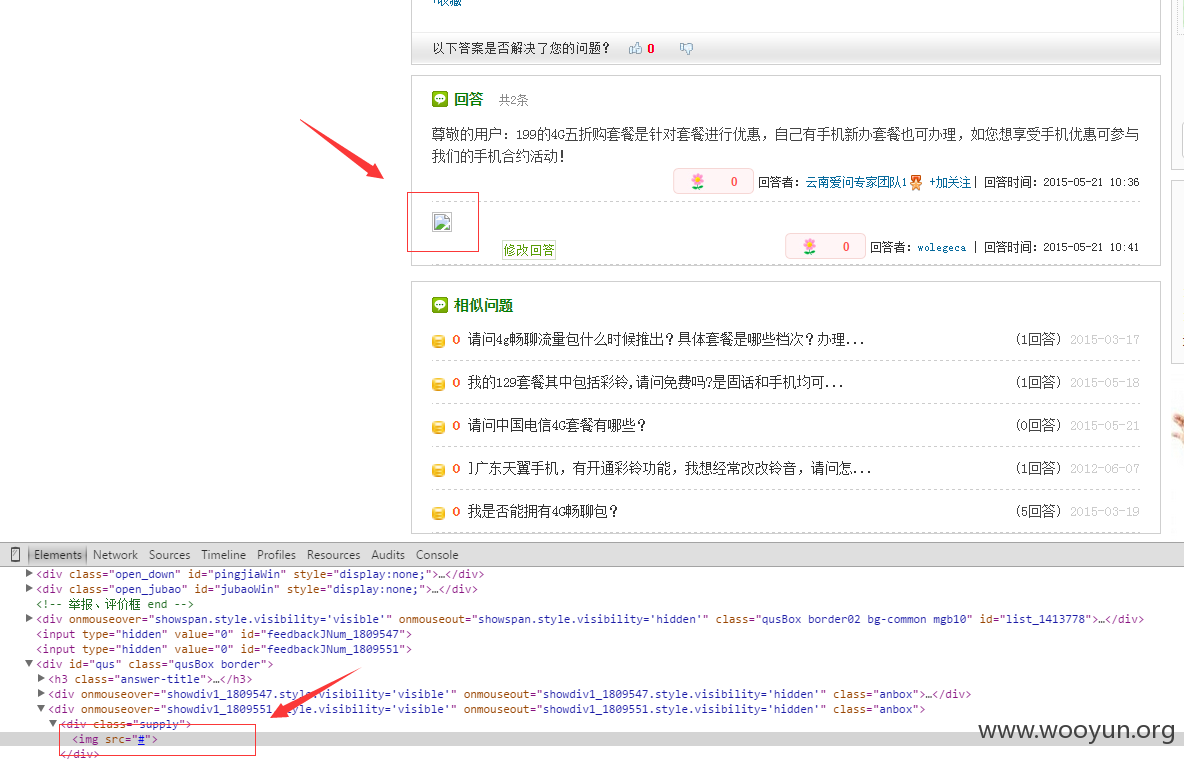 +收藏
以下答案是否解决了您的问题? 0
回答 共2条
尊敬的用户：199的4G五折购套餐是针对套餐进行优惠，自己有手机新办套餐也可办理，如您想享受手机优惠可参与
我们的手机合约活动！
0 回答者：云南爱问专家团队1 +加关注| 回答时间：2015-05-21 10:36
修改回答 0 回答者：wolegeca | 回答时间：2015-05-21 10:41
相似问题
0 请问4g畅聊流量包什么时候推出？具体套餐是哪些档次？办理... (1回答) 2015-03-17
0 我的129套餐其中包括彩铃,请问免费吗?是固话和手机均可... (1回答) 2015-05-18
0 请问中国电信4G套餐有哪些? (0回答) 2015-05-21
0 ]广东天翼手机，有开通彩铃功能，我想经常改改铃音，请问怎... (1回答) 2012-06-07
0 我是否能拥有4G畅聊包? (5回答) 2015-03-19
Elements Network Sources Timeline Profiles Resources Audits Console
<div class="open_down" id="pingjiaWin" style="display:none;">…</div>
<div class="open_jubao" id="jubaoWin" style="display:none;">…</div>
<!-- 举报、评价框 end -->
<div onmouseover="showspan.style.visibility='visible'" onmouseout="showspan.style.visibility='hidden'" class="qusBox border02 bg-common mgb10" id="list_1413778">…</div>
<input type="hidden" value="0" id="feedbackJNum_1809547">
<input type="hidden" value="0" id="feedbackJNum_1809551">
<div id="qus" class="qusBox border">
<h3 class="answer-title">…</h3>
<div onmouseover="showdiv1_1809547.style.visibility='visible'" onmouseout="showdiv1_1809547.style.visibility='hidden'" class="anbox">…</div>
<div onmouseover="showdiv1_1809551.style.visibility='visible'" onmouseout="showdiv1_1809551.style.visibility='hidden'" class="anbox">
<div class="supply">
<img src="#">
</div>
www.wooyun.org